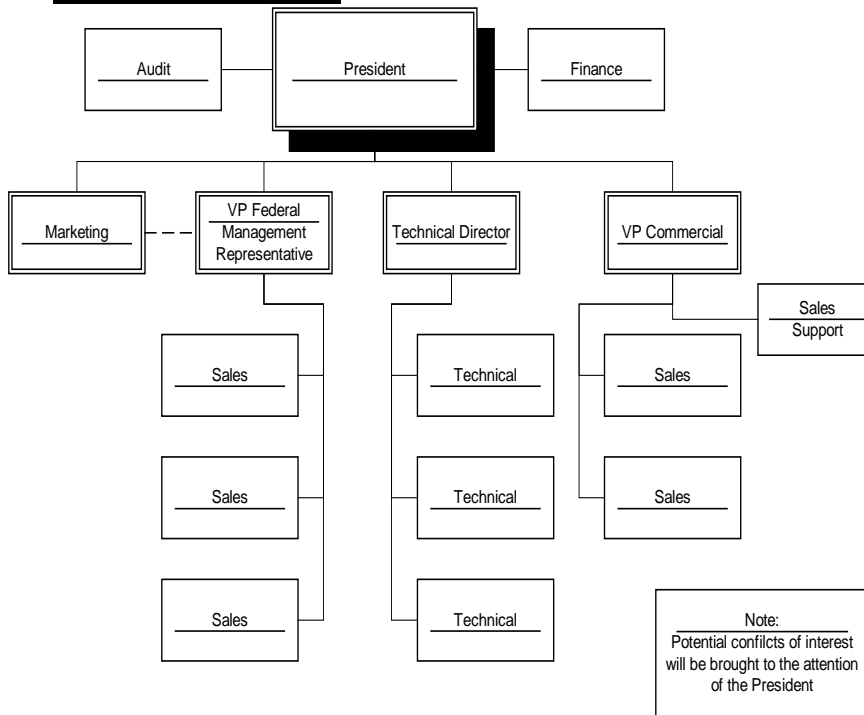 Audit
President
Finance
Marketing
VP Federal
Management
Representative
Technical Director
VP Commercial
Sales
Support
Sales
Technical
Sales
Sales
Technical
Sales
Sales
Technical
Note:
Potential confilcts of interest
will be brought to the attention
of the President